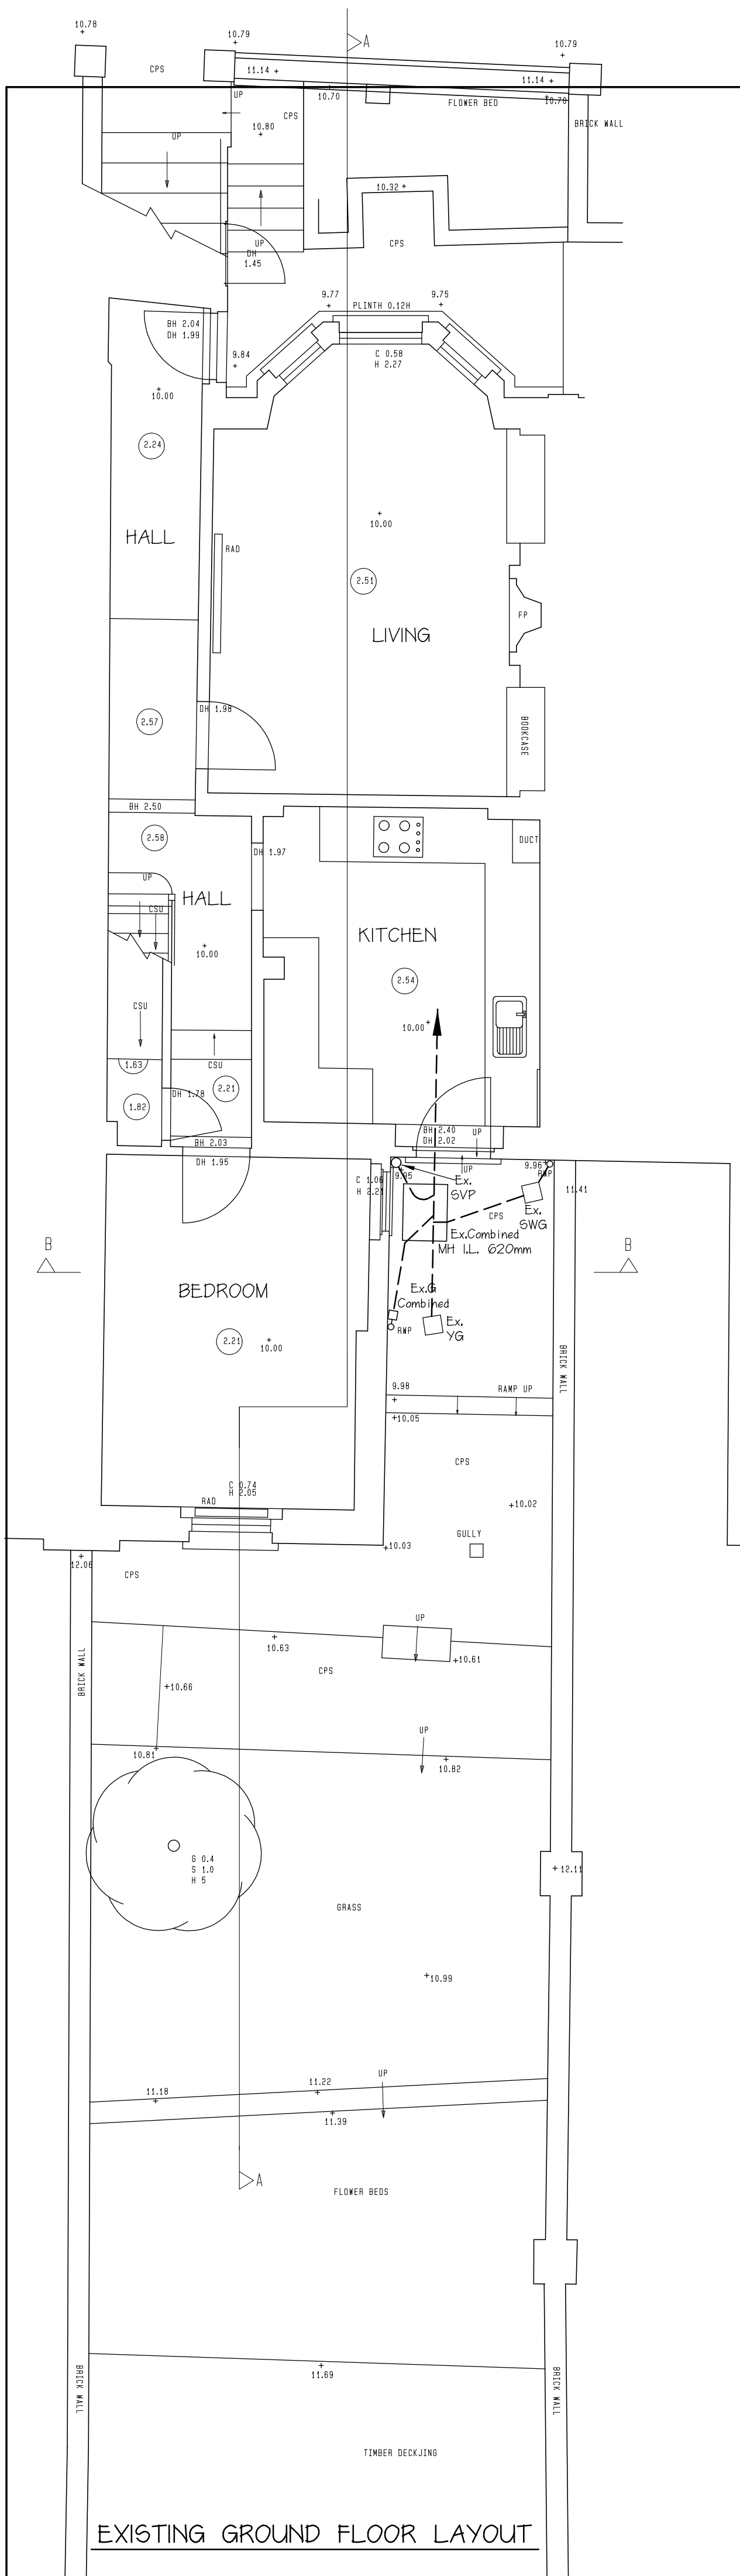 10.78
10.79
A
10.79
CPS
11.14
11.14
UP
10.70
FLOWER BED
10.70
CPS
10.80
BRICK WALL
UP
10.32
UP
DH
1.45
CPS
9.77
9.75
PLINTH 0.12H
BH 2.04
DH 1.99
9.84
C 0.58
H 2.27
10.00
2.24
10.00
HALL
RAD
2.51
FP
LIVING
DH 1.98
2.57
BOOKCASE
BH 2.50
2.58
DUCT
DH 1.97
UP
HALL
CSU
KITCHEN
10.00
2.54
CSU
10.00
1.63
CSU
2.21
DH 1.78
1.82
BH 2.40
DH 2.02
UP
BH 2.03
DH 1.95
UP
9.96
RWP
9.95
C 1.06
H 2.21
Ex.
SVP
11.41
CPS
Ex.
SWG
Ex.Combined
MH I.L. 620mm
B
B
BEDROOM
Ex.G
Combined
RWP
Ex.
YG
2.21
10.00
BRICK WALL
9.98
RAMP UP
10.05
CPS
C 0.74
H 2.05
RAD
10.02
GULLY
10.03
12.06
CPS
UP
10.63
10.61
CPS
BRICK WALL
10.66
UP
10.81
10.82
G 0.4
S 1.0
H 5
12.11
GRASS
10.99
UP
11.22
11.18
11.39
A
FLOWER BEDS
11.69
BRICK WALL
BRICK WALL
TIMBER DECKJING
EXISTING GROUND FLOOR LAYOUT